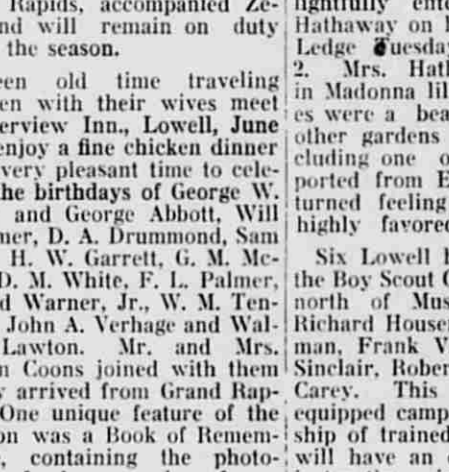 Rapids, accompanied Ze-
nd will remain on duty
the season.
een old time traveling
en with their wives meet
erview Inn., Lowell, June
enjoy a fine chicken dinner
very pleasant time to cele-
he birthdays of George W.
and George Abbott, Will
mer, D. A. Drummond, Sam
H. W. Garrett, G. M. Mc-
D. M. White, F. L. Palmer,
d Warner, Jr., W. M. Ten-
John A. Verhage and Wal-
Lawton. Mr. and Mrs.
n Coons joined with them
y arrived from Grand Rap-
One unique feature of the
on was a Book of Remem-
, containing the photo-
lightfully ente
Hathaway on
Ledge Tuesda
2. Mrs. Hath
in Madonna lil
es were a bea
other gardens
cluding one o
ported from E
turned feeling
highly favored
Six Lowell b
the Boy Scout C
north of Mus
Richard House
man, Frank V
Sinclair, Rober
Carey. This
equipped camp
ship of trained
will have an